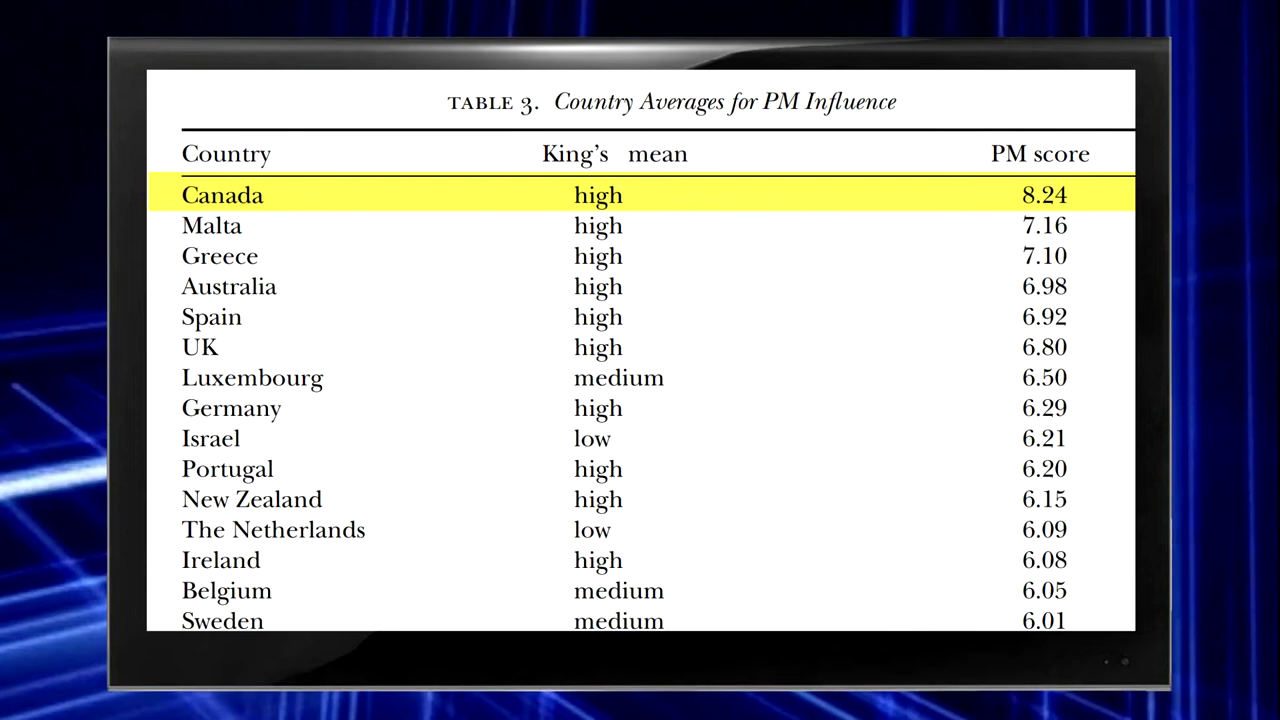 TABLE 3. Country Averages for PM Influence
Country King's mean PM score
Canada high 8.24
Malta high 7.16
Greece high 7.10
Australia high 6.98
Spain high 6.92
UK high 6.80
Luxembourg medium 6.50
Germany high 6.29
Israel low 6.21
Portugal high 6.20
New Zealand high 6.15
The Netherlands low 6.09
Ireland high 6.08
Belgium medium 6.05
Sweden medium 6.01